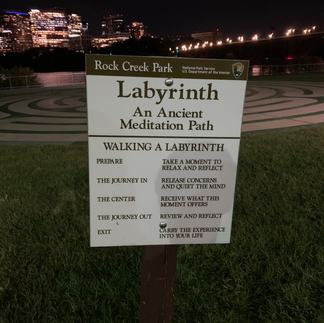 Rock Creek Park
National Park Service
U.S. Department of the Interior
Labyrinth
An Ancient
Meditation Path
WALKING A LABYRINTH
PREPARE TAKE A MOMENT TO
RELAX AND REFLECT
THE JOURNEY IN RELEASE CONCERNS
AND QUIET THE MIND
THE CENTER RECEIVE WHAT THIS
MOMENT OFFERS
THE JOURNEY OUT REVIEW AND REFLECT
EXIT CARRY THE EXPERIENCE
INTO YOUR LIFE